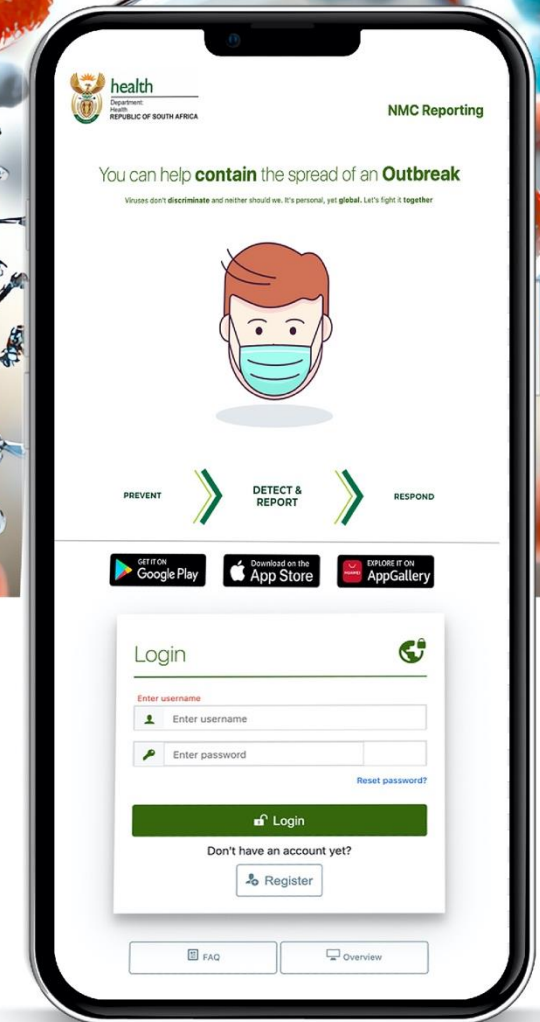 health
Department:
Health
REPUBLIC OF SOUTH AFRICA
NMC Reporting
You can help contain the spread of an Outbreak
Viruses don't discriminate and neither should we. It's personal, yet global. Let's fight it together
PREVENT
DETECT &
REPORT
RESPOND
GET IT ON
Google Play
Download on the
App Store
EXPLORE IT ON
AppGallery
HUAWEI
Login
Enter username
Enter username
Enter password
Reset password?
Login
Don't have an account yet?
Register
FAQ
Overview